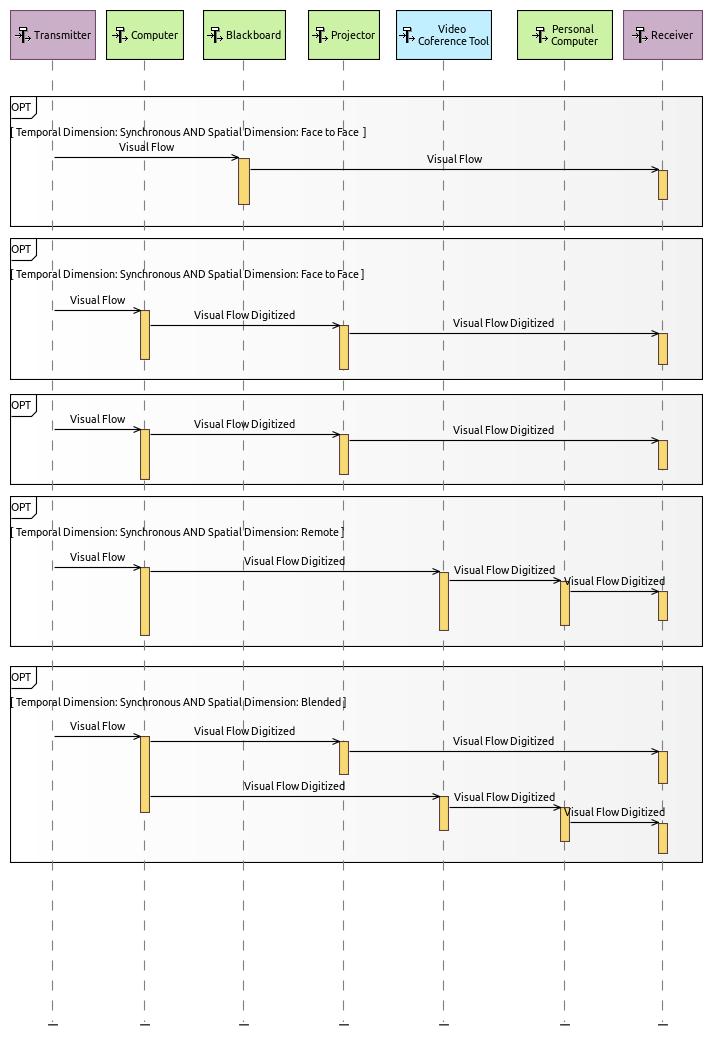 Transmitter
Computer
Blackboard
Projector
Video
Coference Tool
Personal
Computer
Receiver
OPT
[ Temporal Dimension: Synchronous AND Spatial Dimension: Face to Face ]
Visual Flow
Visual Flow
OPT
[ Temporal Dimension: Synchronous AND Spatial Dimension: Face to Face ]
Visual Flow
Visual Flow Digitized
Visual Flow Digitized
OPT
Visual Flow
Visual Flow Digitized
Visual Flow Digitized
OPT
[ Temporal Dimension: Synchronous AND Spatial Dimension: Remote ]
Visual Flow
Visual Flow Digitized
Visual Flow Digitized
Visual Flow Digitized
OPT
[ Temporal Dimension: Synchronous AND Spatial Dimension: Blended ]
Visual Flow
Visual Flow Digitized
Visual Flow Digitized
Visual Flow Digitized
Visual Flow Digitized
Visual Flow Digitized